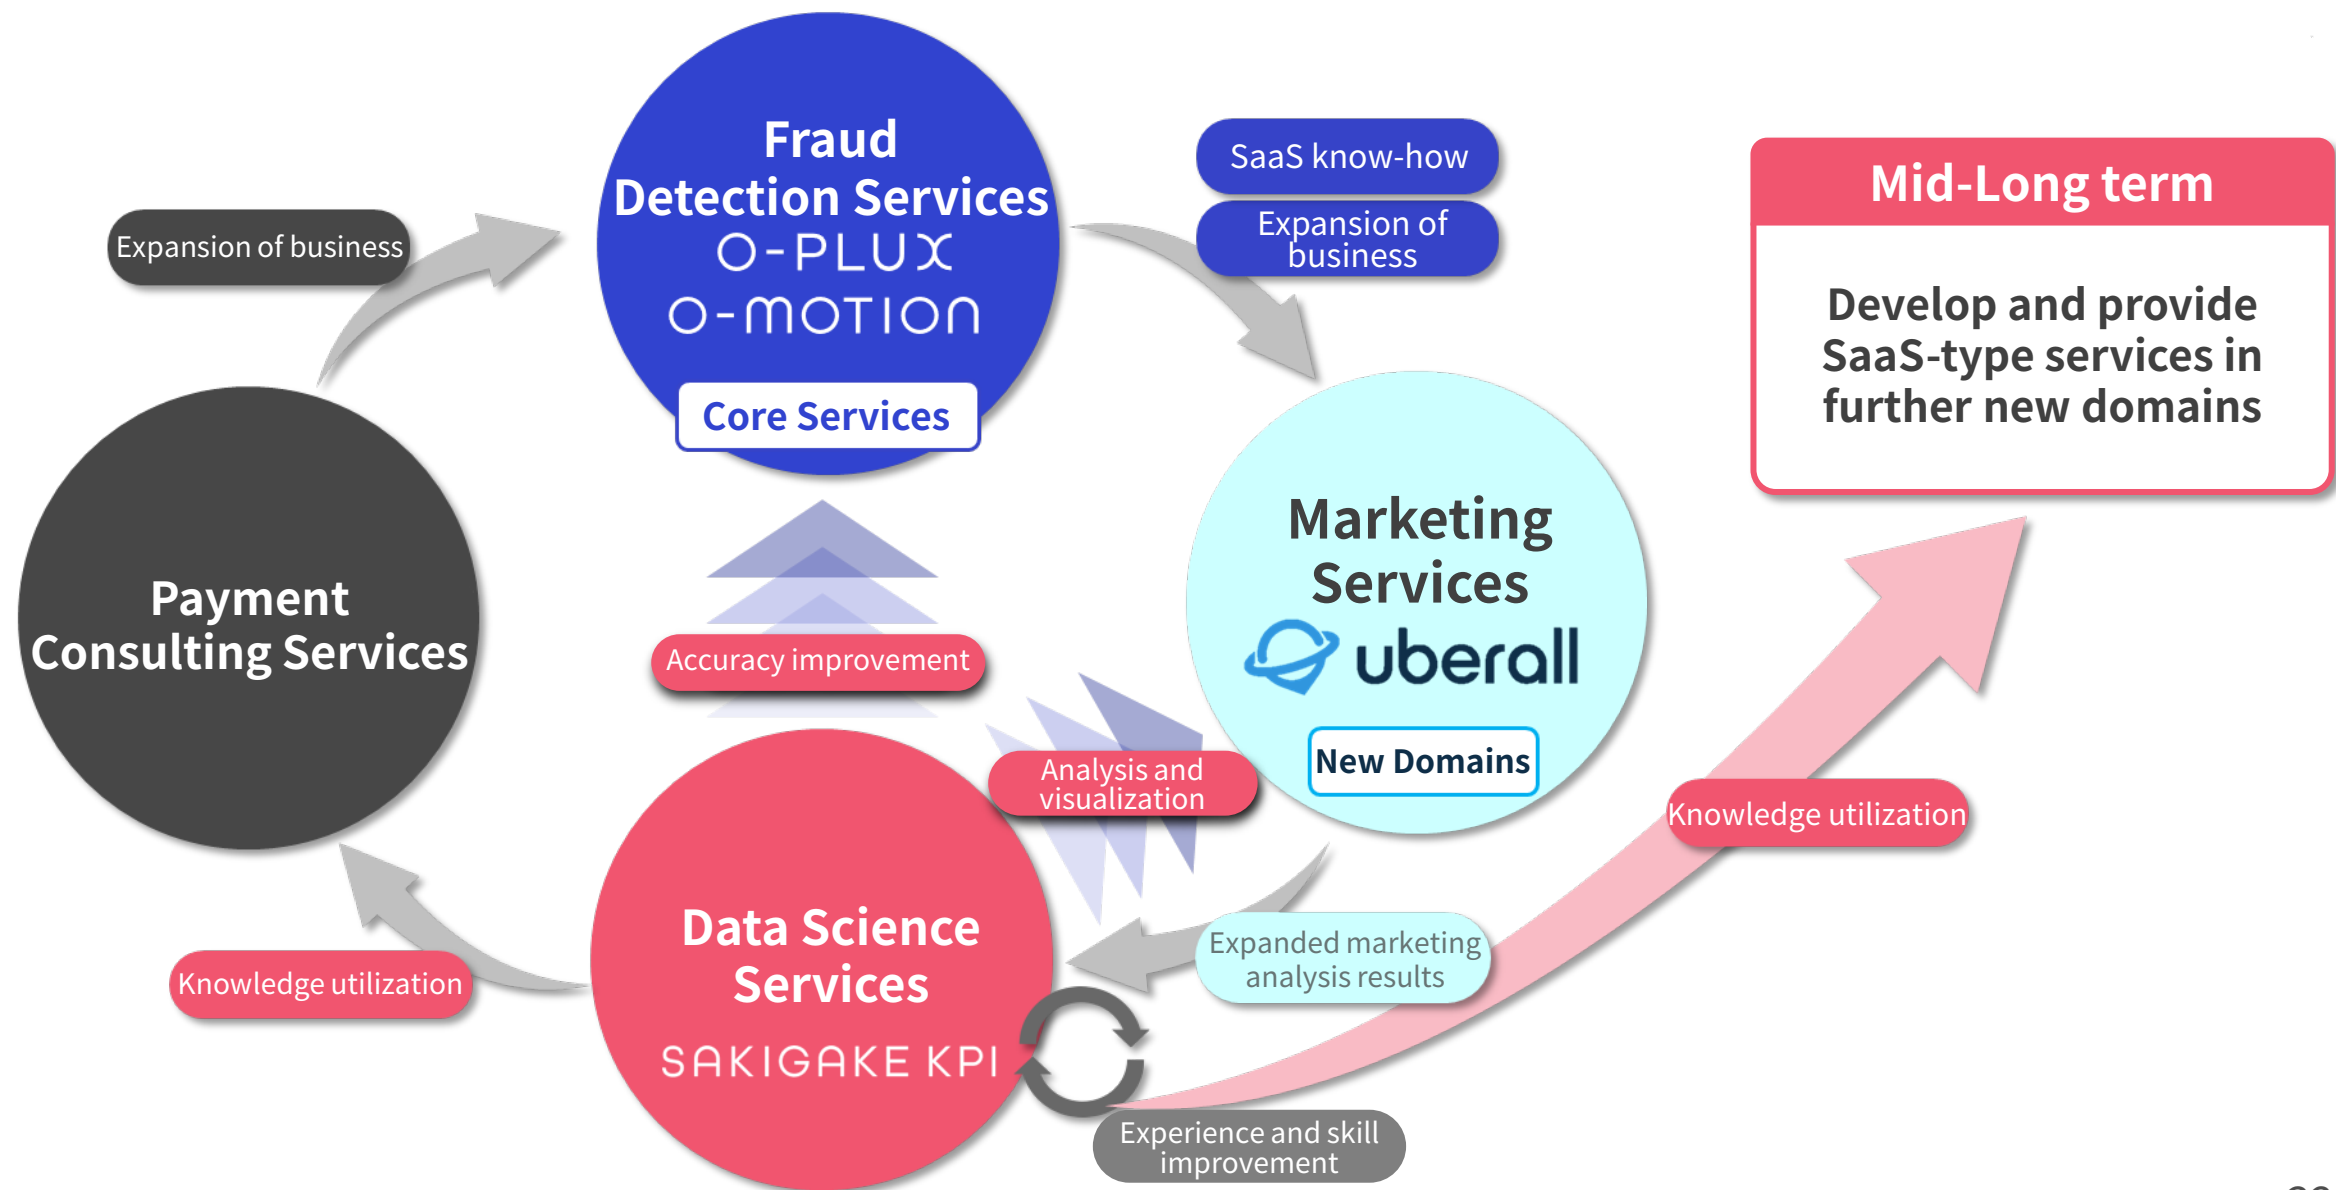 Fraud
Detection Services
O-PLUX
O-MOTION
Core Services
SaaS know-how
Expansion of
business
Mid-Long term
Develop and provide
SaaS-type services in
further new domains
Expansion of business
Payment
Consulting Services
Marketing
Services
uberall
New Domains
Accuracy improvement
Analysis and
visualization
Knowledge utilization
Data Science
Services
SAKIGAKE KPI
Expanded marketing
analysis results
Knowledge utilization
Experience and skill
improvement